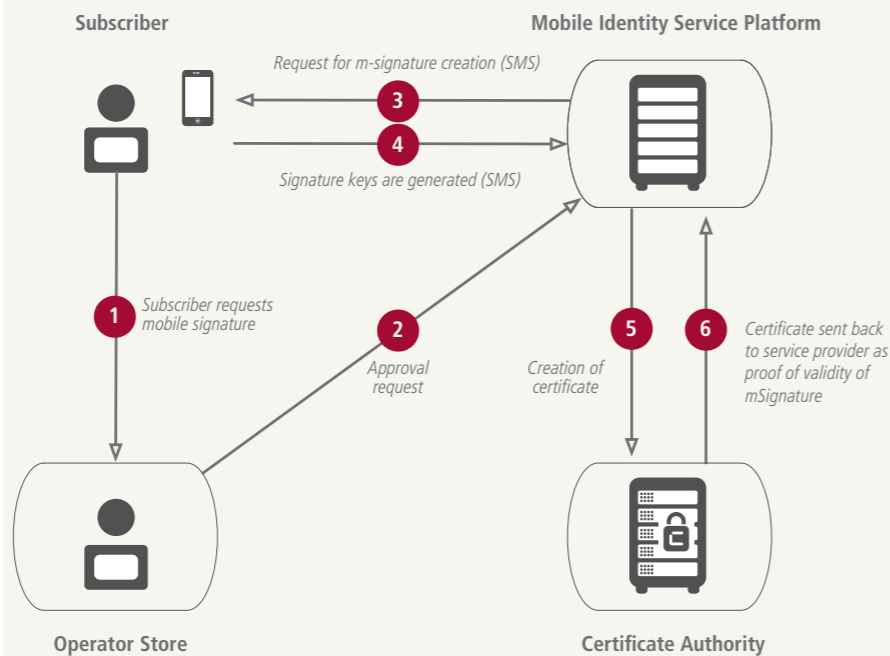 Subscriber
Mobile Identity Service Platform
Request for m-signature creation (SMS)
3
4
Signature keys are generated (SMS)
1
Subscriber requests
mobile signature
2
Approval
request
5
Creation of
certificate
6
Certificate sent back
to service provider as
proof of validity of
mSignature
Operator Store
Certificate Authority